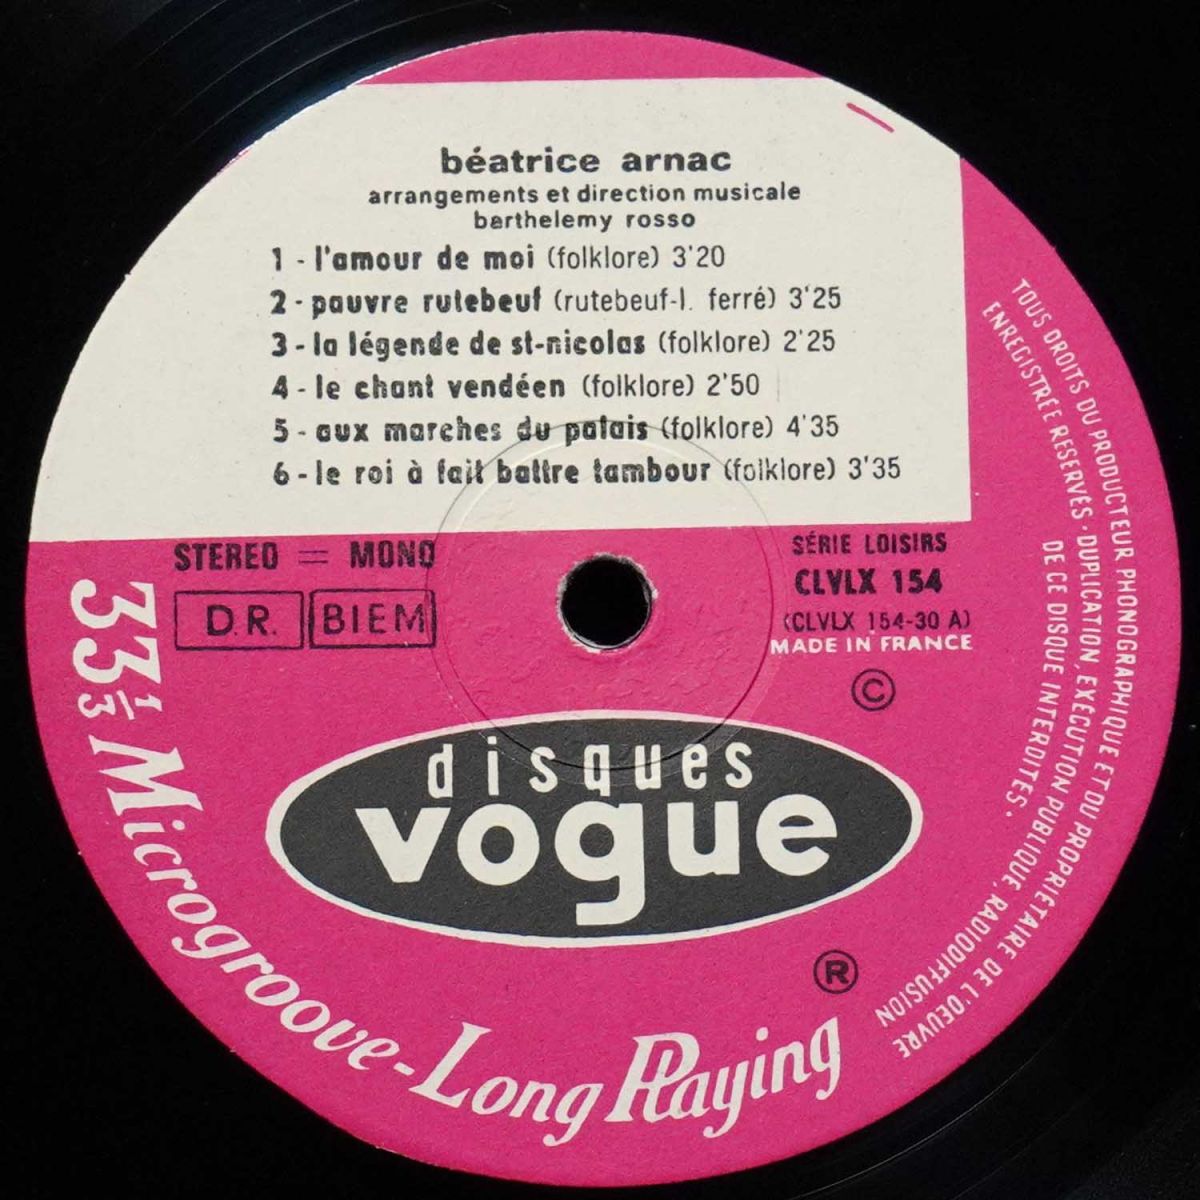 béatrice arnac
arrangements et direction musicale
barthelemy rosso
1 - l'amour de moi (folklore) 3'20
2 - pauvre rutebeuf (rutebeuf-l. ferré) 3'25
3 - la légende de st-nicolas (folklore) 2'25
4 - le chant vendéen (folklore) 2'50
5 - aux marches du palais (folklore) 4'35
6 - le roi à fait battre tambour (folklore) 3'35
STEREO = MONO
D.R. BIEM
SÉRIE LOISIRS
CLVLX 154
(CLVLX 154-30 A)
MADE IN FRANCE
©
disques
vogue
®
33 1/3 Microgroove - Long Playing
TOUS DROITS DU PRODUCTEUR PHONOGRAPHIQUE ET DU PROPRIETAIRE DE L'OEUVRE
ENREGISTRÉE RESERVES · DUPLICATION, EXECUTION PUBLIQUE, RADIODIFFUSION
DE CE DISQUE INTERDITES ·